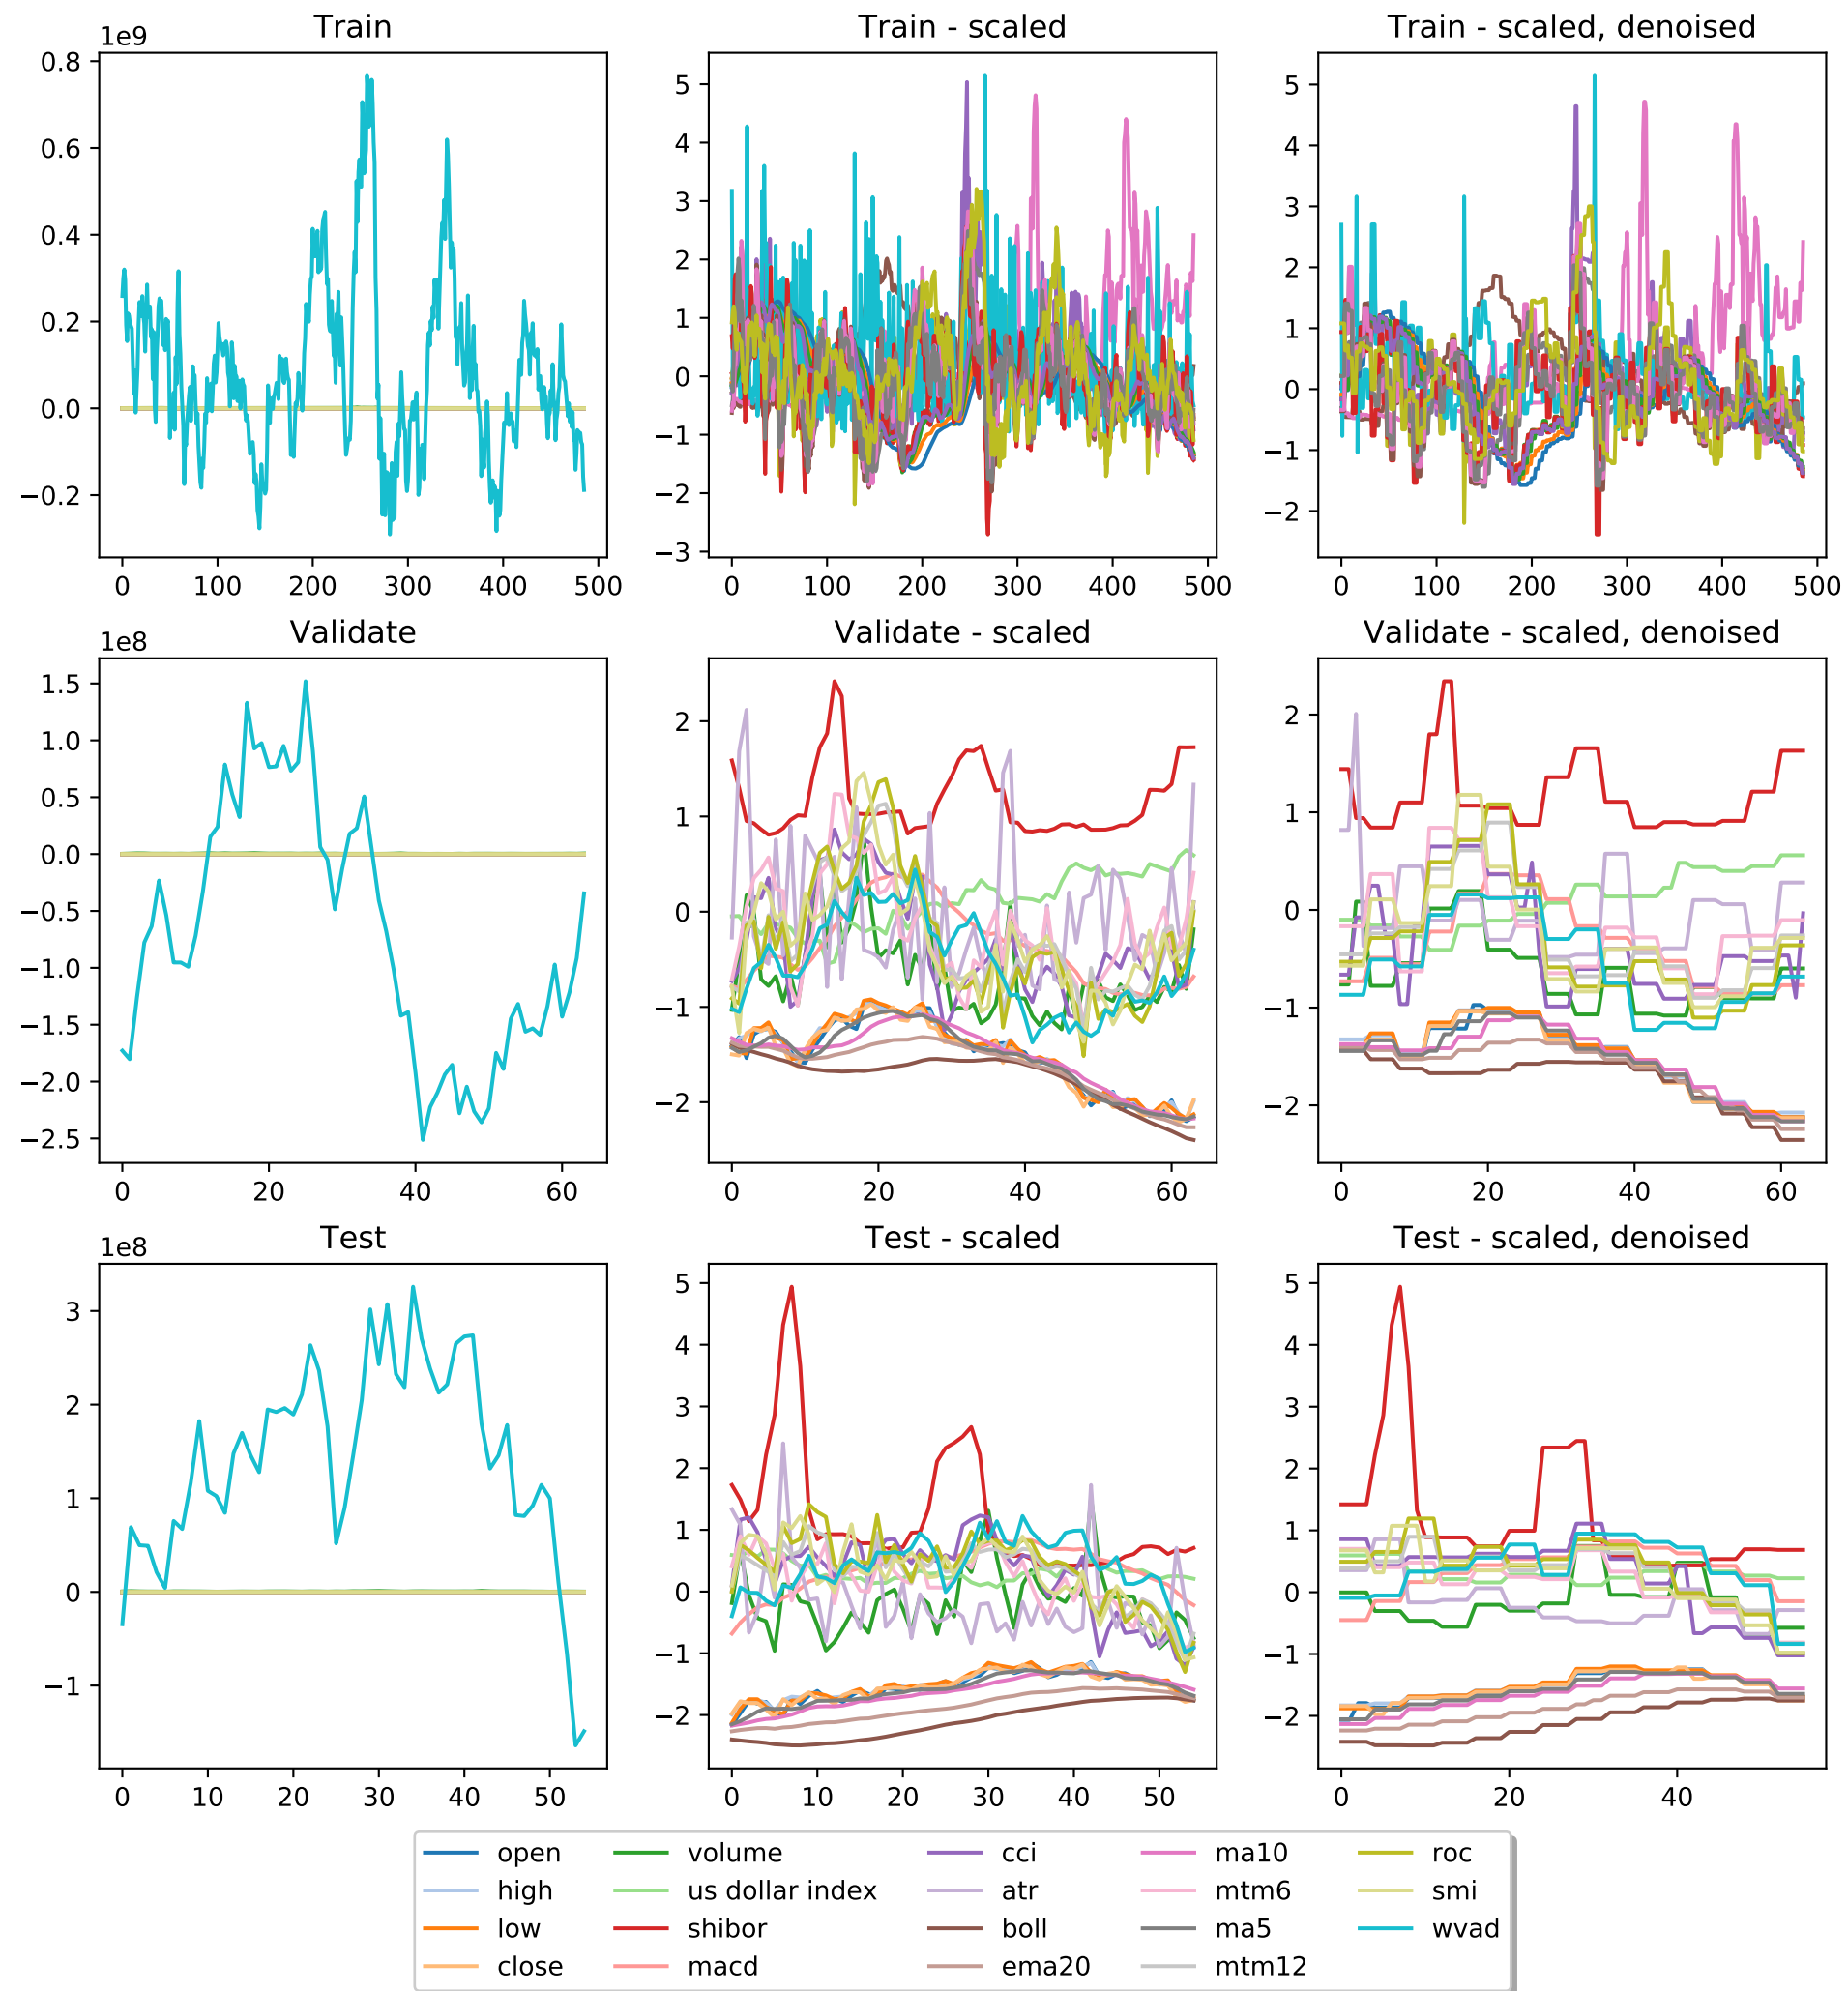 Train
Train - scaled
Train - scaled, denoised
1e9
0.8
0.6
0.4
0.2
0.0
−0.2
0 100 200 300 400 500
5
4
3
2
1
0
−1
−2
−3
0 100 200 300 400 500
5
4
3
2
1
0
−1
−2
0 100 200 300 400 500
Validate
Validate - scaled
Validate - scaled, denoised
1e8
1.5
1.0
0.5
0.0
−0.5
−1.0
−1.5
−2.0
−2.5
0 20 40 60
2
1
0
−1
−2
0 20 40 60
2
1
0
−1
−2
0 20 40 60
Test
Test - scaled
Test - scaled, denoised
1e8
3
2
1
0
−1
0 10 20 30 40 50
5
4
3
2
1
0
−1
−2
0 10 20 30 40 50
5
4
3
2
1
0
−1
−2
0 20 40
open
high
low
close
volume
us dollar index
shibor
macd
cci
atr
boll
ema20
ma10
mtm6
ma5
mtm12
roc
smi
wvad